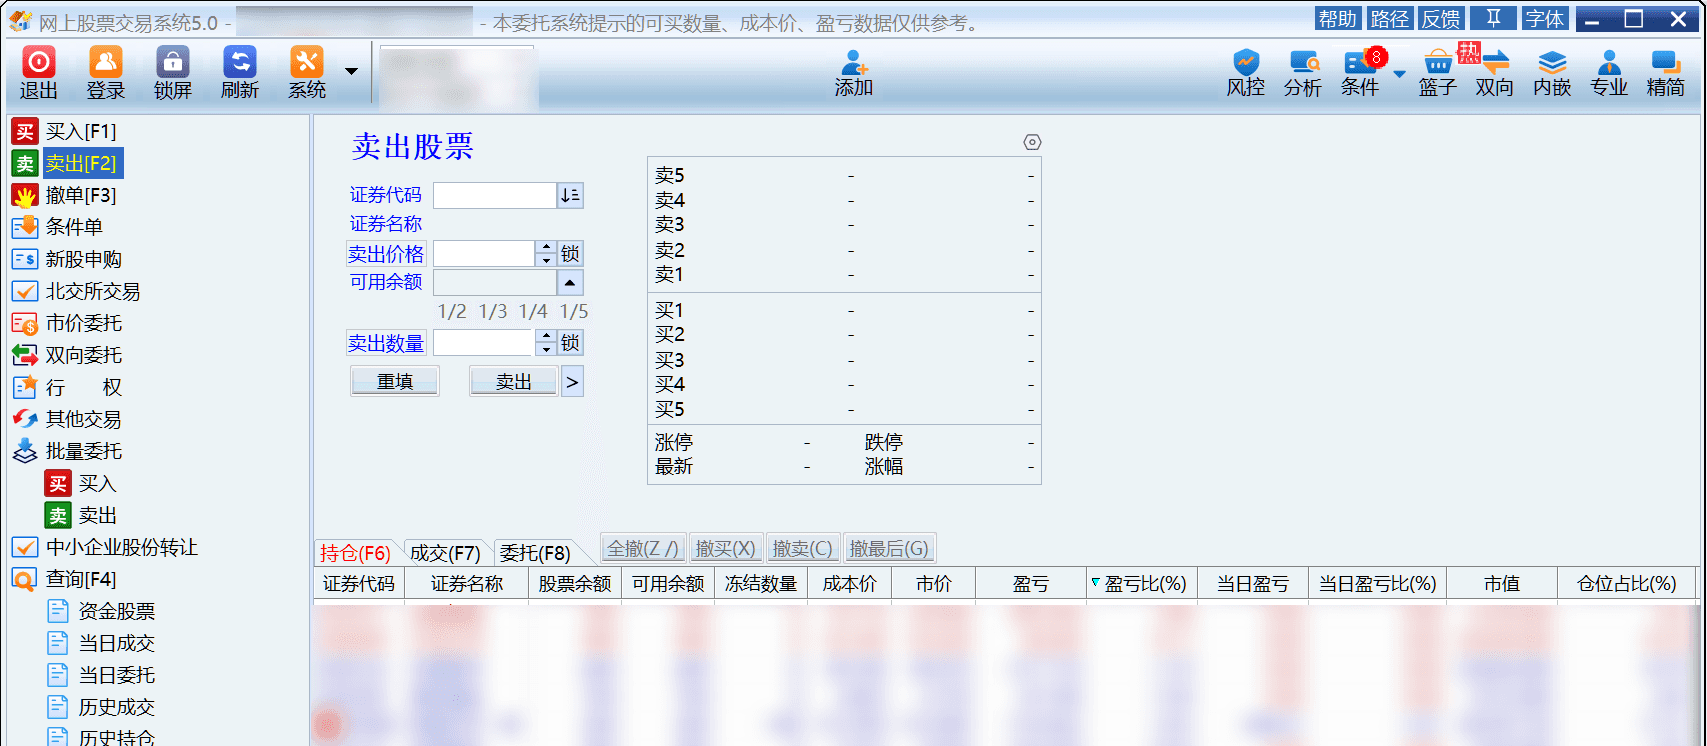 网上股票交易系统5.0 -
- 本委托系统提示的可买数量、成本价、盈亏数据仅供参考。
帮助 路径 反馈 字体
退出 登录 锁屏 刷新 系统
添加
风控 分析 条件 8 篮子 热 双向 内嵌 专业 精简
买 买入[F1]
卖 卖出[F2]
撤单[F3]
条件单
新股申购
北交所交易
市价委托
双向委托
行 权
其他交易
批量委托
买 买入
卖 卖出
中小企业股份转让
查询[F4]
资金股票
当日成交
当日委托
历史成交
历史持仓
卖出股票
证券代码
证券名称
卖出价格 锁
可用余额
1/2 1/3 1/4 1/5
卖出数量 锁
重填 卖出 >
卖5 - -
卖4 - -
卖3 - -
卖2 - -
卖1 - -
买1 - -
买2 - -
买3 - -
买4 - -
买5 - -
涨停 - 跌停 -
最新 - 涨幅 -
持仓(F6) 成交(F7) 委托(F8) 全撤(Z /) 撤买(X) 撤卖(C) 撤最后(G)
证券代码 证券名称 股票余额 可用余额 冻结数量 成本价 市价 盈亏 盈亏比(%) 当日盈亏 当日盈亏比(%) 市值 仓位占比(%)